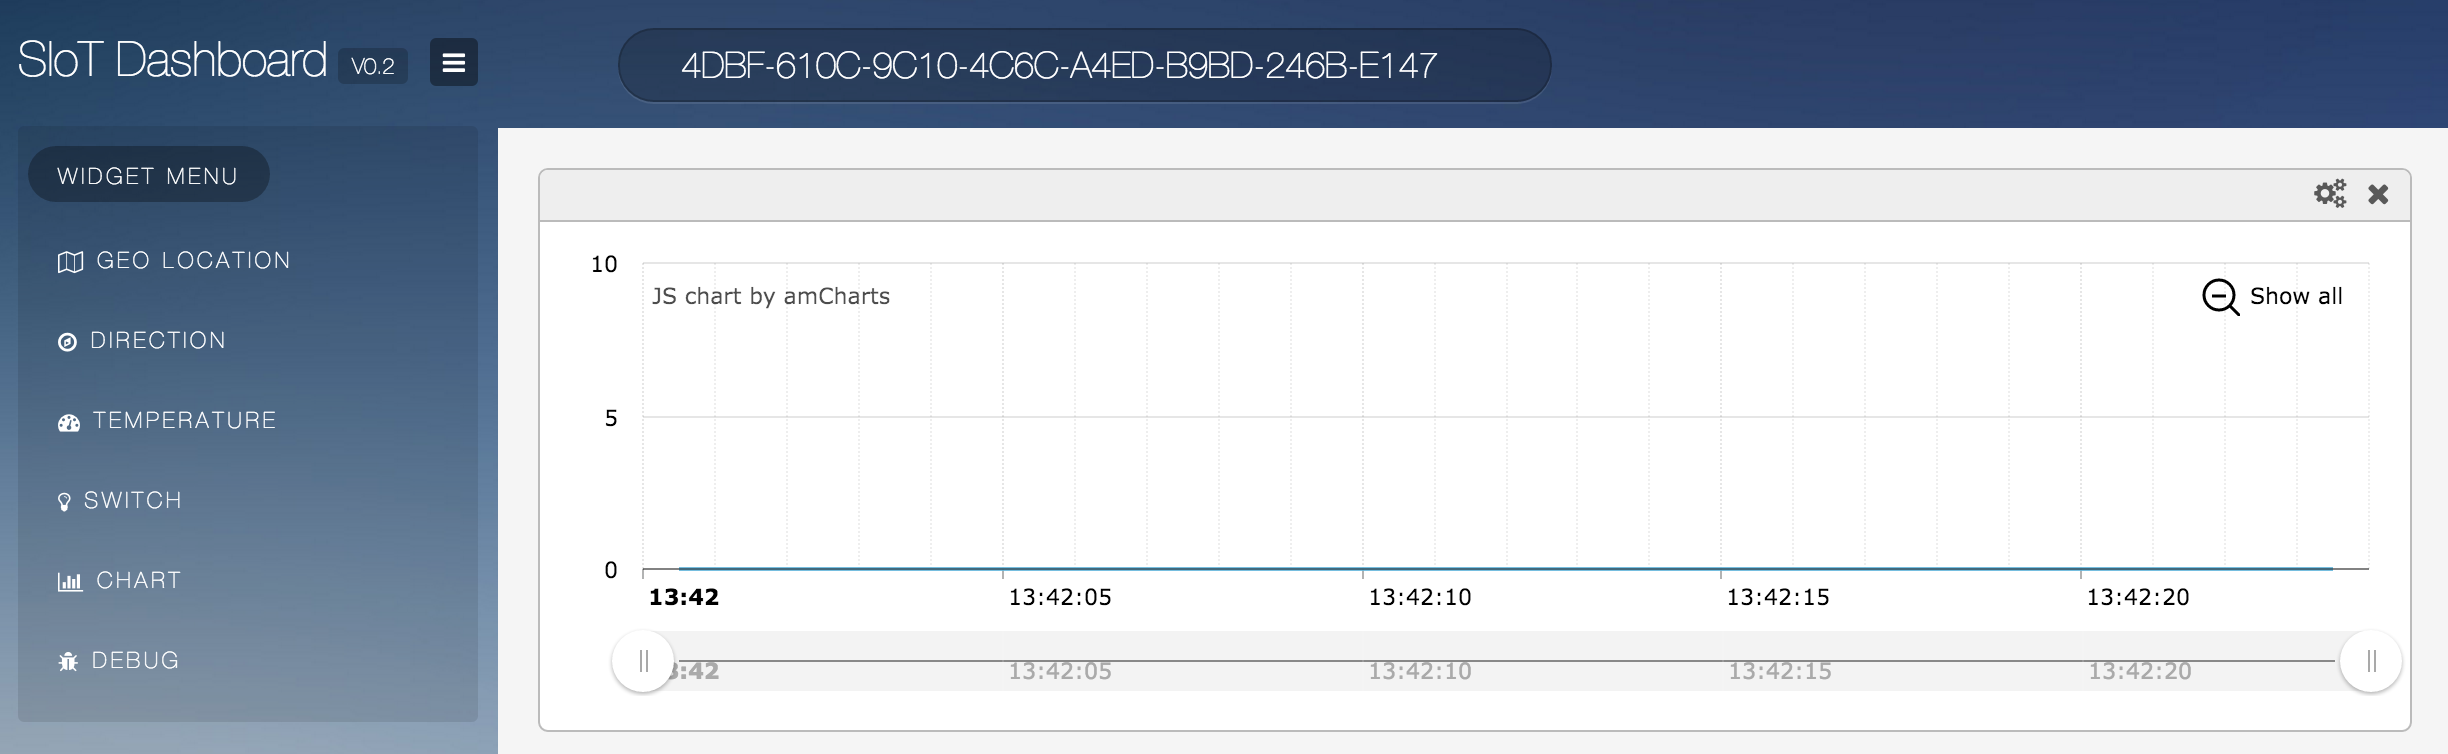 SIoT Dashboard V0.2
4DBF-610C-9C10-4C6C-A4ED-B9BD-246B-E147
WIDGET MENU
GEO LOCATION
DIRECTION
TEMPERATURE
SWITCH
CHART
DEBUG
JS chart by amCharts
Show all
10
5
0
13:42 13:42:05 13:42:10 13:42:15 13:42:20
:42 13:42:05 13:42:10 13:42:15 13:42:20